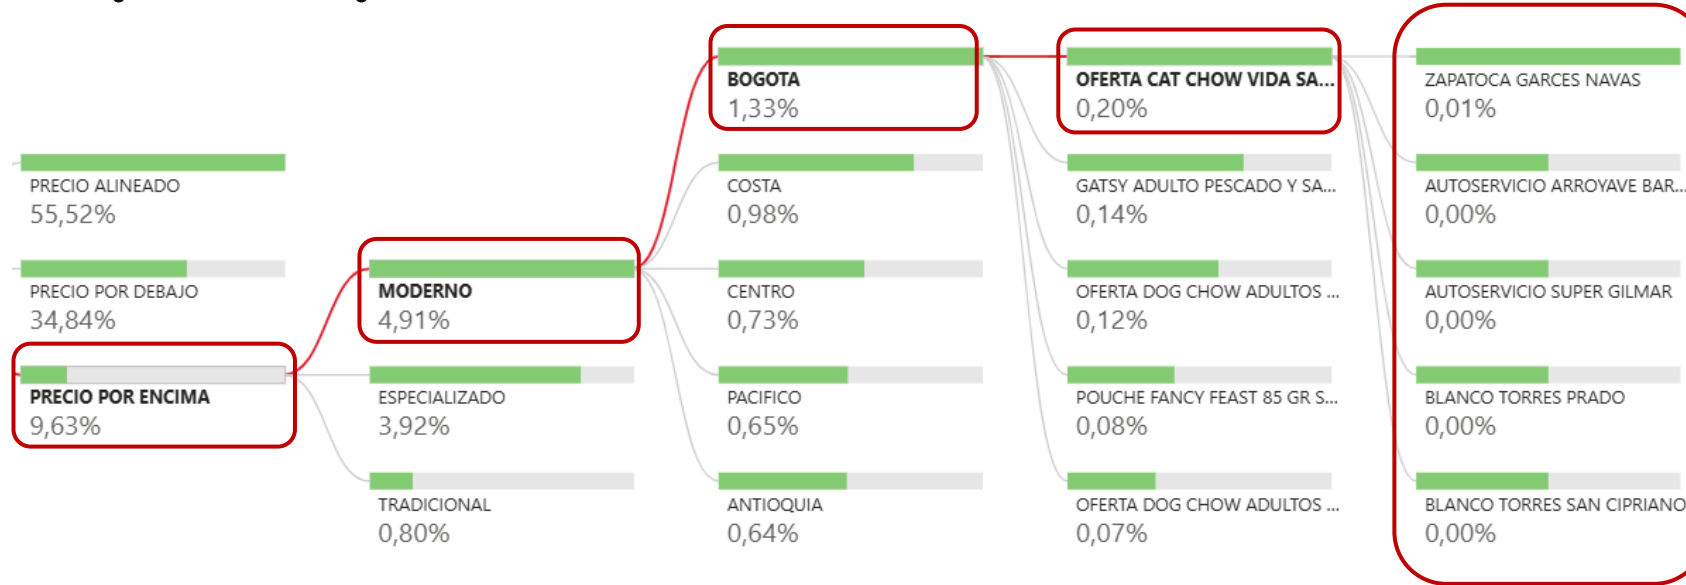 PRECIO ALINEADO
55,52%
PRECIO POR DEBAJO
34,84%
PRECIO POR ENCIMA
9,63%
MODERNO
4,91%
ESPECIALIZADO
3,92%
TRADICIONAL
0,80%
BOGOTA
1,33%
COSTA
0,98%
CENTRO
0,73%
PACIFICO
0,65%
ANTIOQUIA
0,64%
OFERTA CAT CHOW VIDA SA...
0,20%
GATSY ADULTO PESCADO Y SA...
0,14%
OFERTA DOG CHOW ADULTOS ...
0,12%
POUCHE FANCY FEAST 85 GR S...
0,08%
OFERTA DOG CHOW ADULTOS ...
0,07%
ZAPATOCA GARCES NAVAS
0,01%
AUTOSERVICIO ARROYAVE BAR...
0,00%
AUTOSERVICIO SUPER GILMAR
0,00%
BLANCO TORRES PRADO
0,00%
BLANCO TORRES SAN CIPRIANO
0,00%